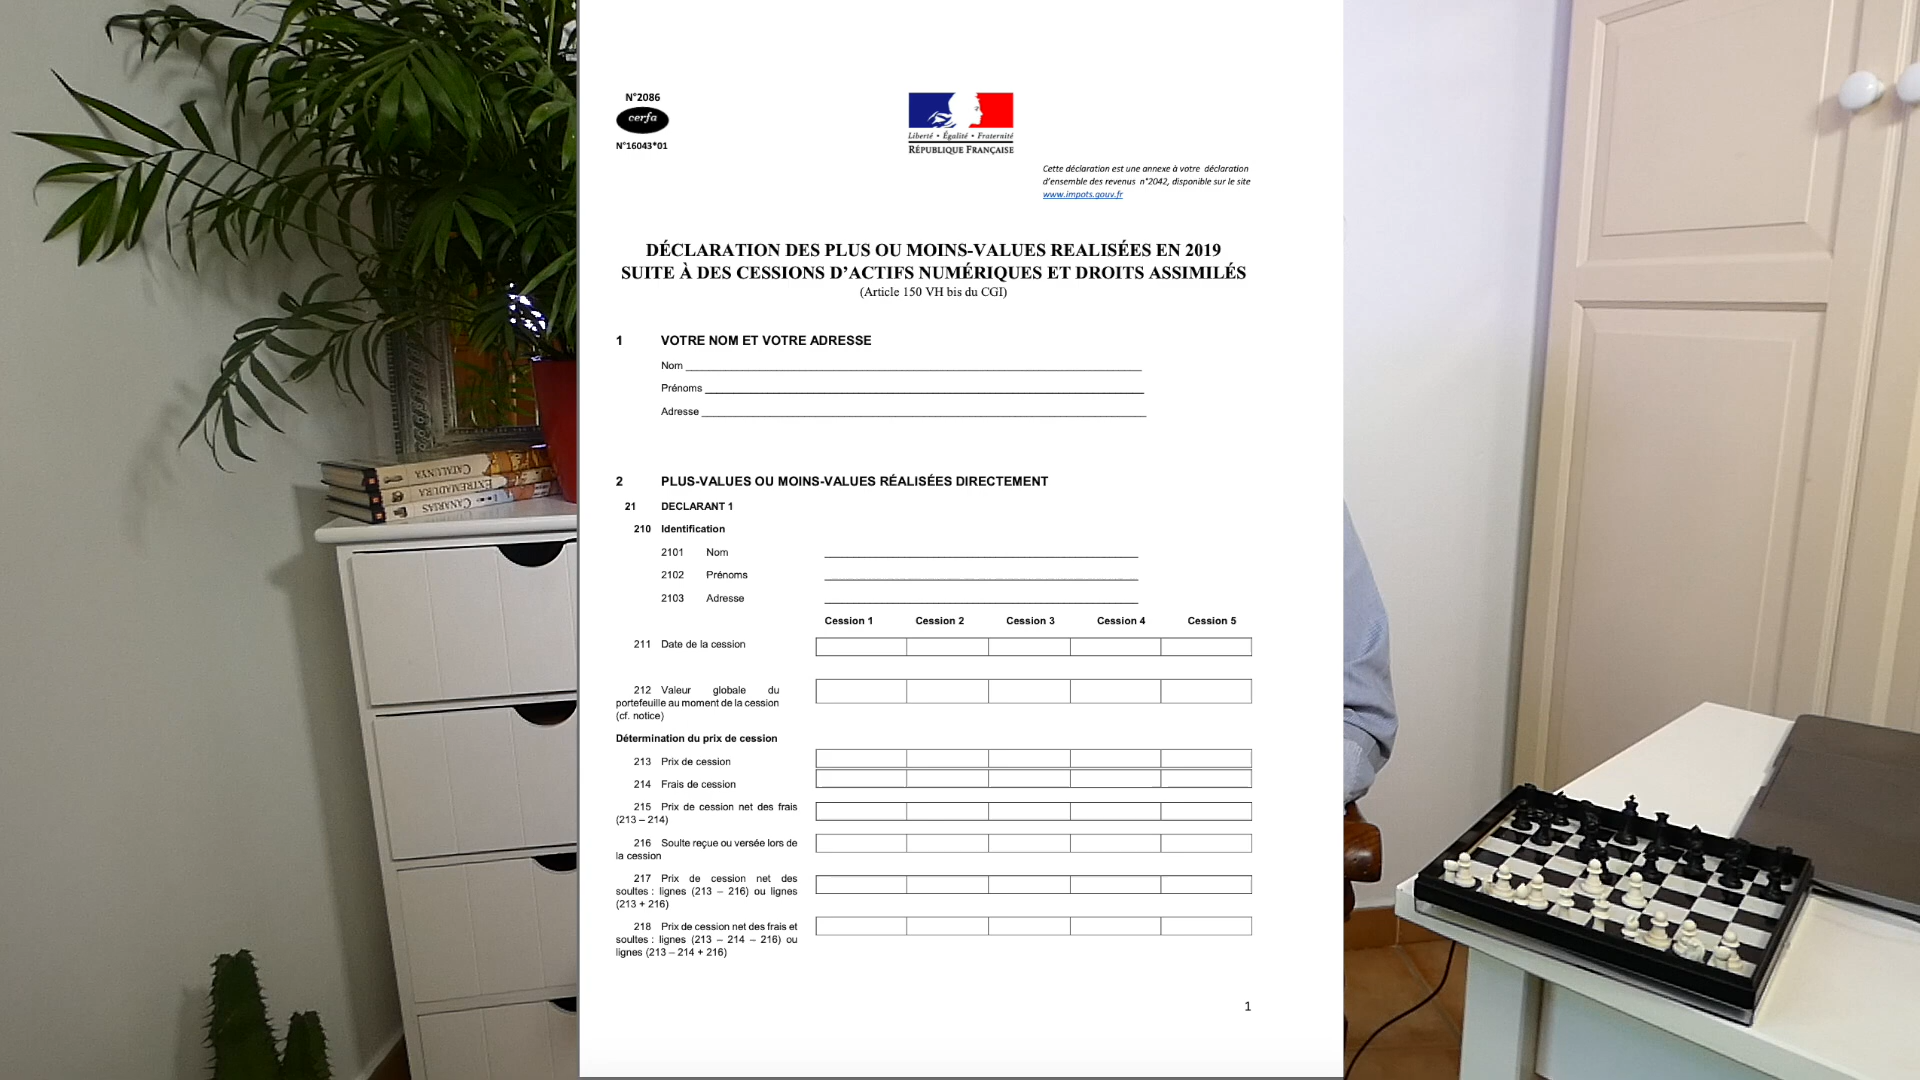 N°2086
cerfa
N°16043*01
Liberté • Égalité • Fraternité
RÉPUBLIQUE FRANÇAISE
Cette déclaration est une annexe à votre déclaration
d'ensemble des revenus n°2042, disponible sur le site
www.impots.gouv.fr
DÉCLARATION DES PLUS OU MOINS-VALUES REALISÉES EN 2019
SUITE À DES CESSIONS D'ACTIFS NUMÉRIQUES ET DROITS ASSIMILÉS
(Article 150 VH bis du CGI)
1 VOTRE NOM ET VOTRE ADRESSE
Nom
Prénoms
Adresse
2 PLUS-VALUES OU MOINS-VALUES RÉALISÉES DIRECTEMENT
21 DECLARANT 1
210 Identification
2101 Nom
2102 Prénoms
2103 Adresse
Cession 1 Cession 2 Cession 3 Cession 4 Cession 5
211 Date de la cession
212 Valeur globale du
portefeuille au moment de la cession
(cf. notice)
Détermination du prix de cession
213 Prix de cession
214 Frais de cession
215 Prix de cession net des frais
(213 – 214)
216 Soulte reçue ou versée lors de
la cession
217 Prix de cession net des
soultes : lignes (213 – 216) ou lignes
(213 + 216)
218 Prix de cession net des frais et
soultes : lignes (213 – 214 – 216) ou
lignes (213 – 214 + 216)
1
CATALUNYA
EXTREMADURA
CANARIAS